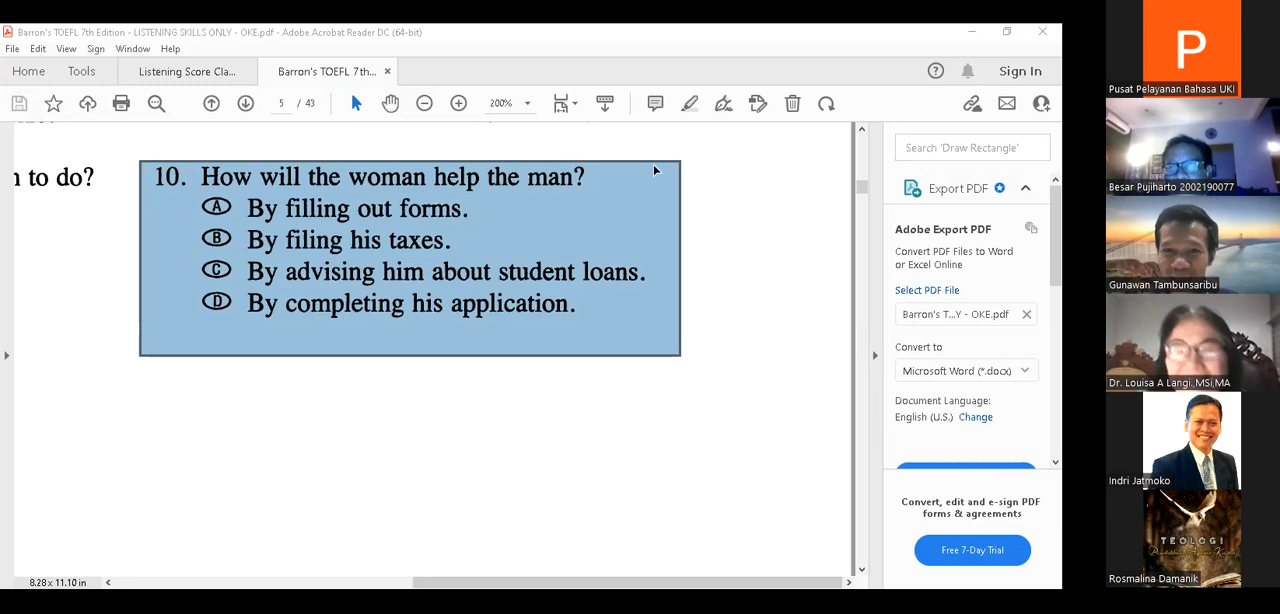 Barron's TOEFL 7th Edition - LISTENING SKILLS ONLY - OKE.pdf - Adobe Acrobat Reader DC (64-bit)
File Edit View Sign Window Help
Home Tools Listening Score Cla... Barron's TOEFL 7th... × Sign In
5 / 43 200%
n to do?
10. How will the woman help the man?
A By filling out forms.
B By filing his taxes.
C By advising him about student loans.
D By completing his application.
8.28 x 11.10 in
Search 'Draw Rectangle'
Export PDF
Adobe Export PDF
Convert PDF Files to Word
or Excel Online
Select PDF File
Barron's T...Y - OKE.pdf
Convert to
Microsoft Word (*.docx)
Document Language:
English (U.S.) Change
Convert, edit and e-sign PDF
forms & agreements
Free 7-Day Trial
P
Pusat Pelayanan Bahasa UKI
Besar Pujiharto 2002190077
Gunawan Tambunsaribu
Dr. Louisa A Langi.,MSi,MA
Indri Jatmoko
TEOLOGI
Rosmalina Damanik